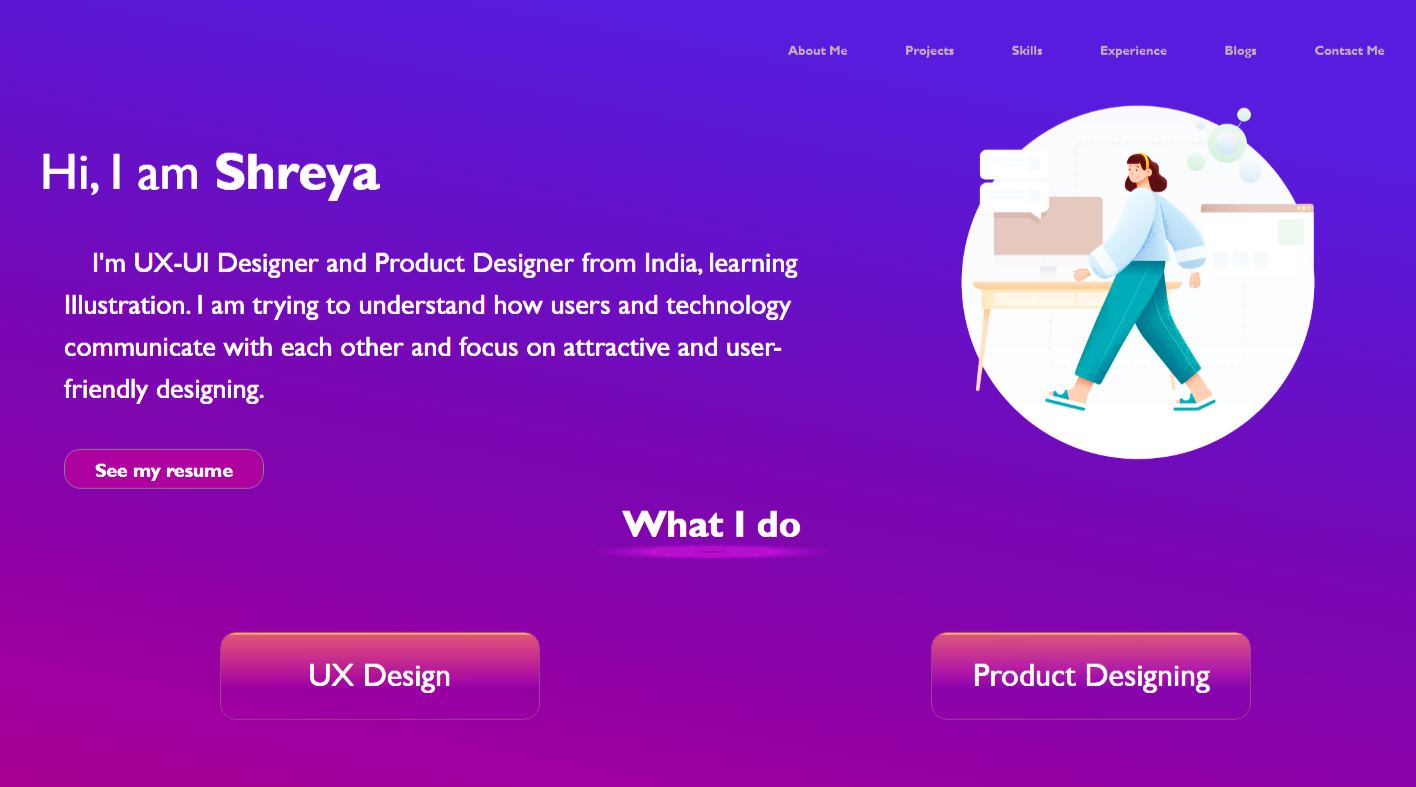 About Me Projects Skills Experience Blogs Contact Me
Hi, I am Shreya
I'm UX-UI Designer and Product Designer from India, learning
Illustration. I am trying to understand how users and technology
communicate with each other and focus on attractive and user-
friendly designing.
See my resume
What I do
UX Design
Product Designing